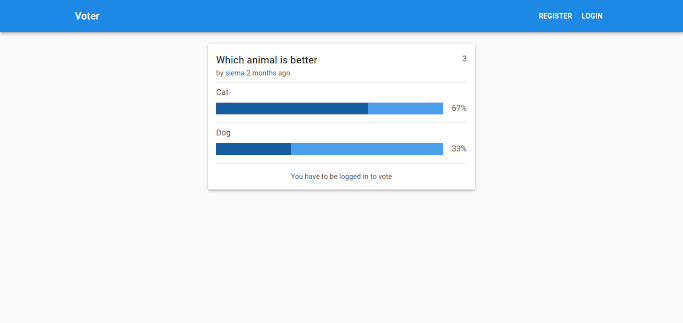 Voter
REGISTER LOGIN
Which animal is better 3
by siema 2 months ago
Cat
67%
Dog
33%
You have to be logged in to vote